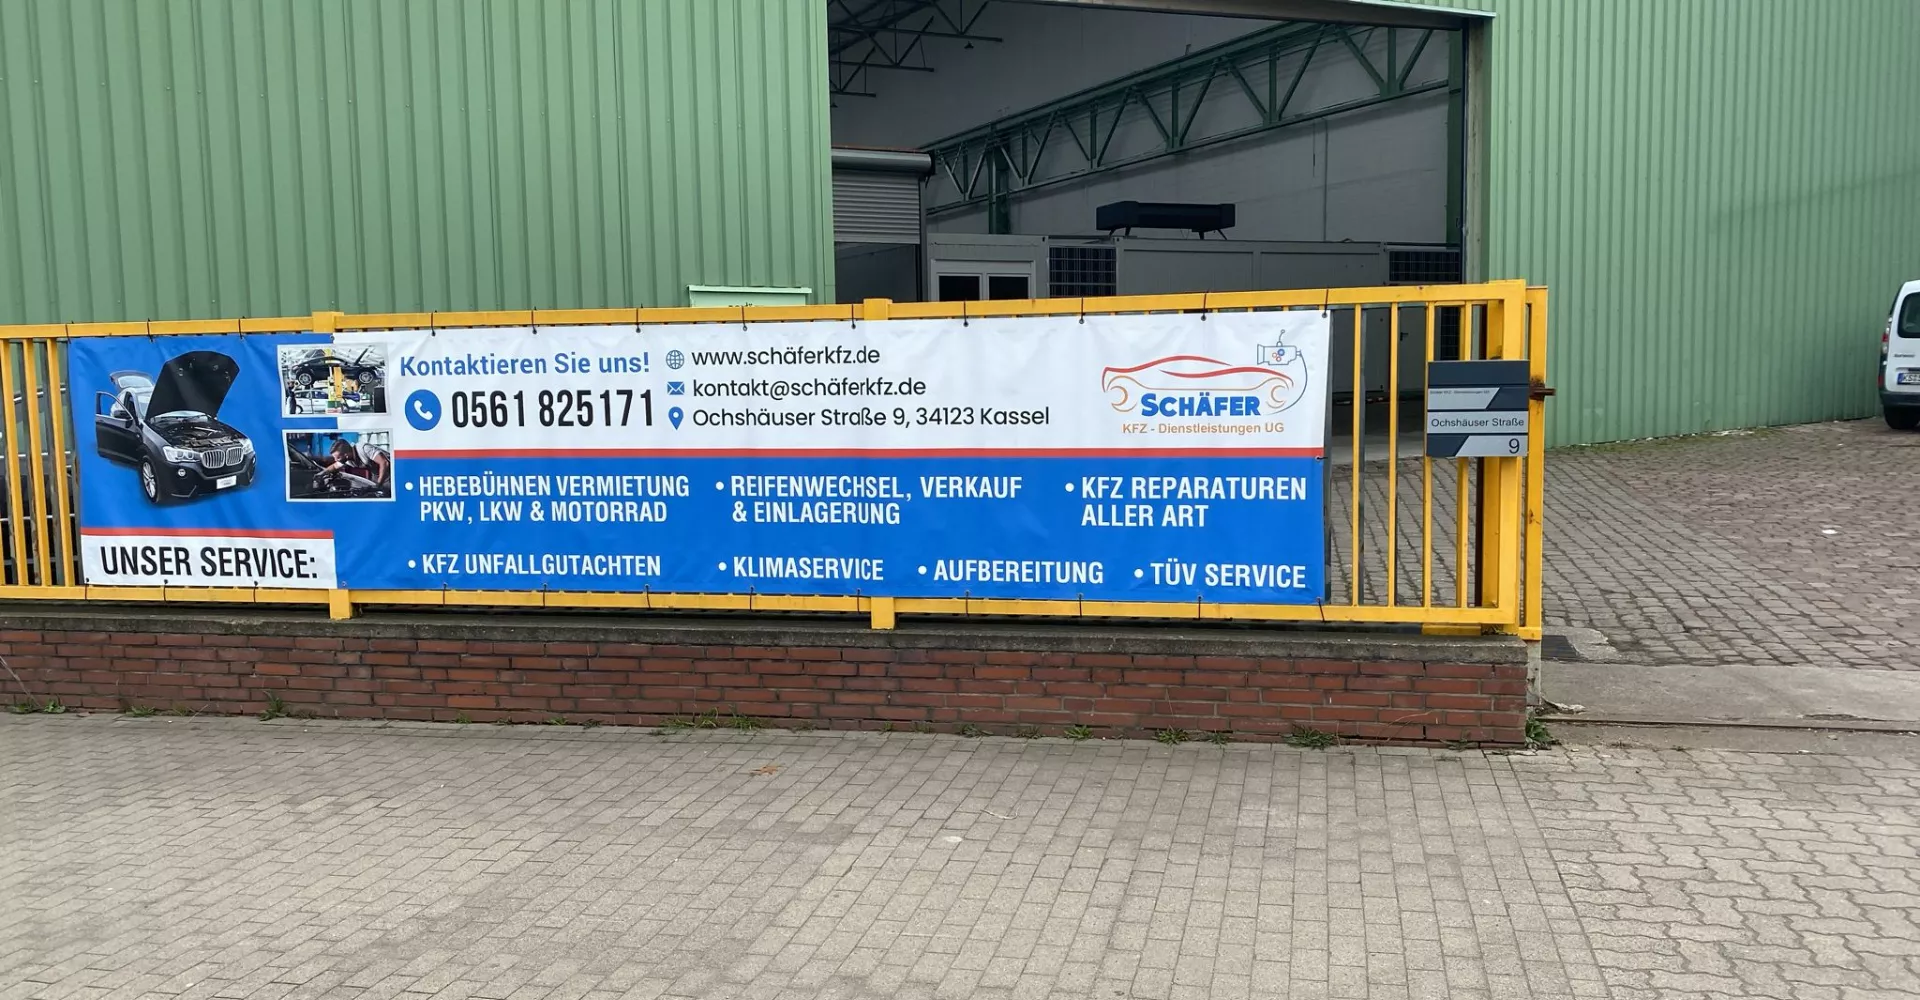 Kontaktieren Sie uns!
0561 825171
www.schäferkfz.de
kontakt@schäferkfz.de
Ochshäuser Straße 9, 34123 Kassel
SCHÄFER
KFZ - Dienstleistungen UG
UNSER SERVICE:
• HEBEBÜHNEN VERMIETUNG
PKW, LKW & MOTORRAD
• REIFENWECHSEL, VERKAUF
& EINLAGERUNG
• KFZ REPARATUREN
ALLER ART
• KFZ UNFALLGUTACHTEN
• KLIMASERVICE
• AUFBEREITUNG
• TÜV SERVICE
Ochshäuser Straße
9